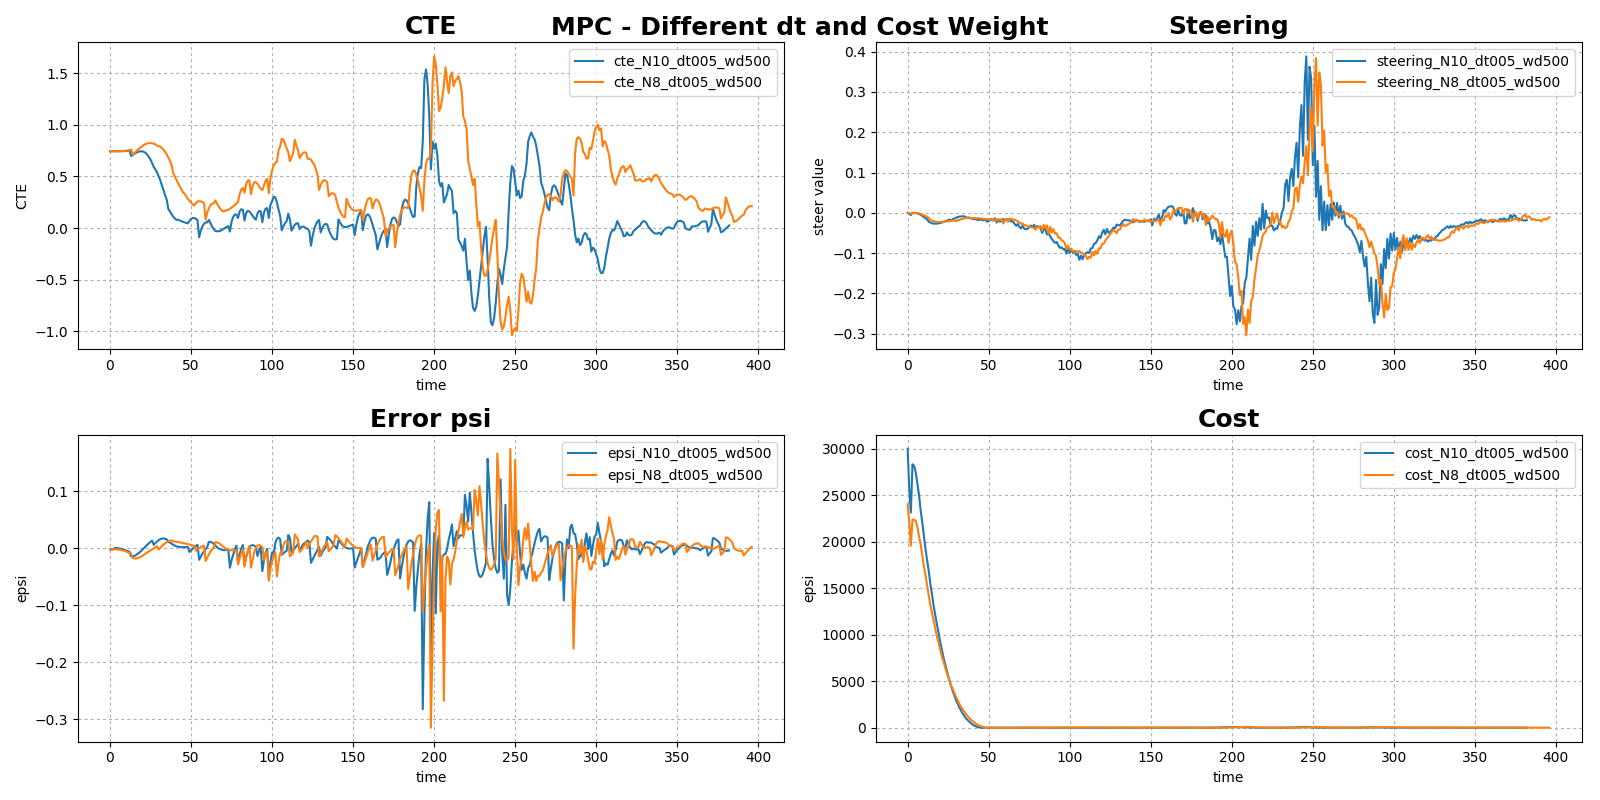 MPC - Different dt and Cost Weight
CTE
cte_N10_dt005_wd500
cte_N8_dt005_wd500
CTE
1.5
1.0
0.5
0.0
−0.5
−1.0
0 50 100 150 200 250 300 350 400
time
Steering
steering_N10_dt005_wd500
steering_N8_dt005_wd500
steer value
0.4
0.3
0.2
0.1
0.0
−0.1
−0.2
−0.3
0 50 100 150 200 250 300 350 400
time
Error psi
epsi_N10_dt005_wd500
epsi_N8_dt005_wd500
epsi
0.1
0.0
−0.1
−0.2
−0.3
0 50 100 150 200 250 300 350 400
time
Cost
cost_N10_dt005_wd500
cost_N8_dt005_wd500
epsi
30000
25000
20000
15000
10000
5000
0
0 50 100 150 200 250 300 350 400
time